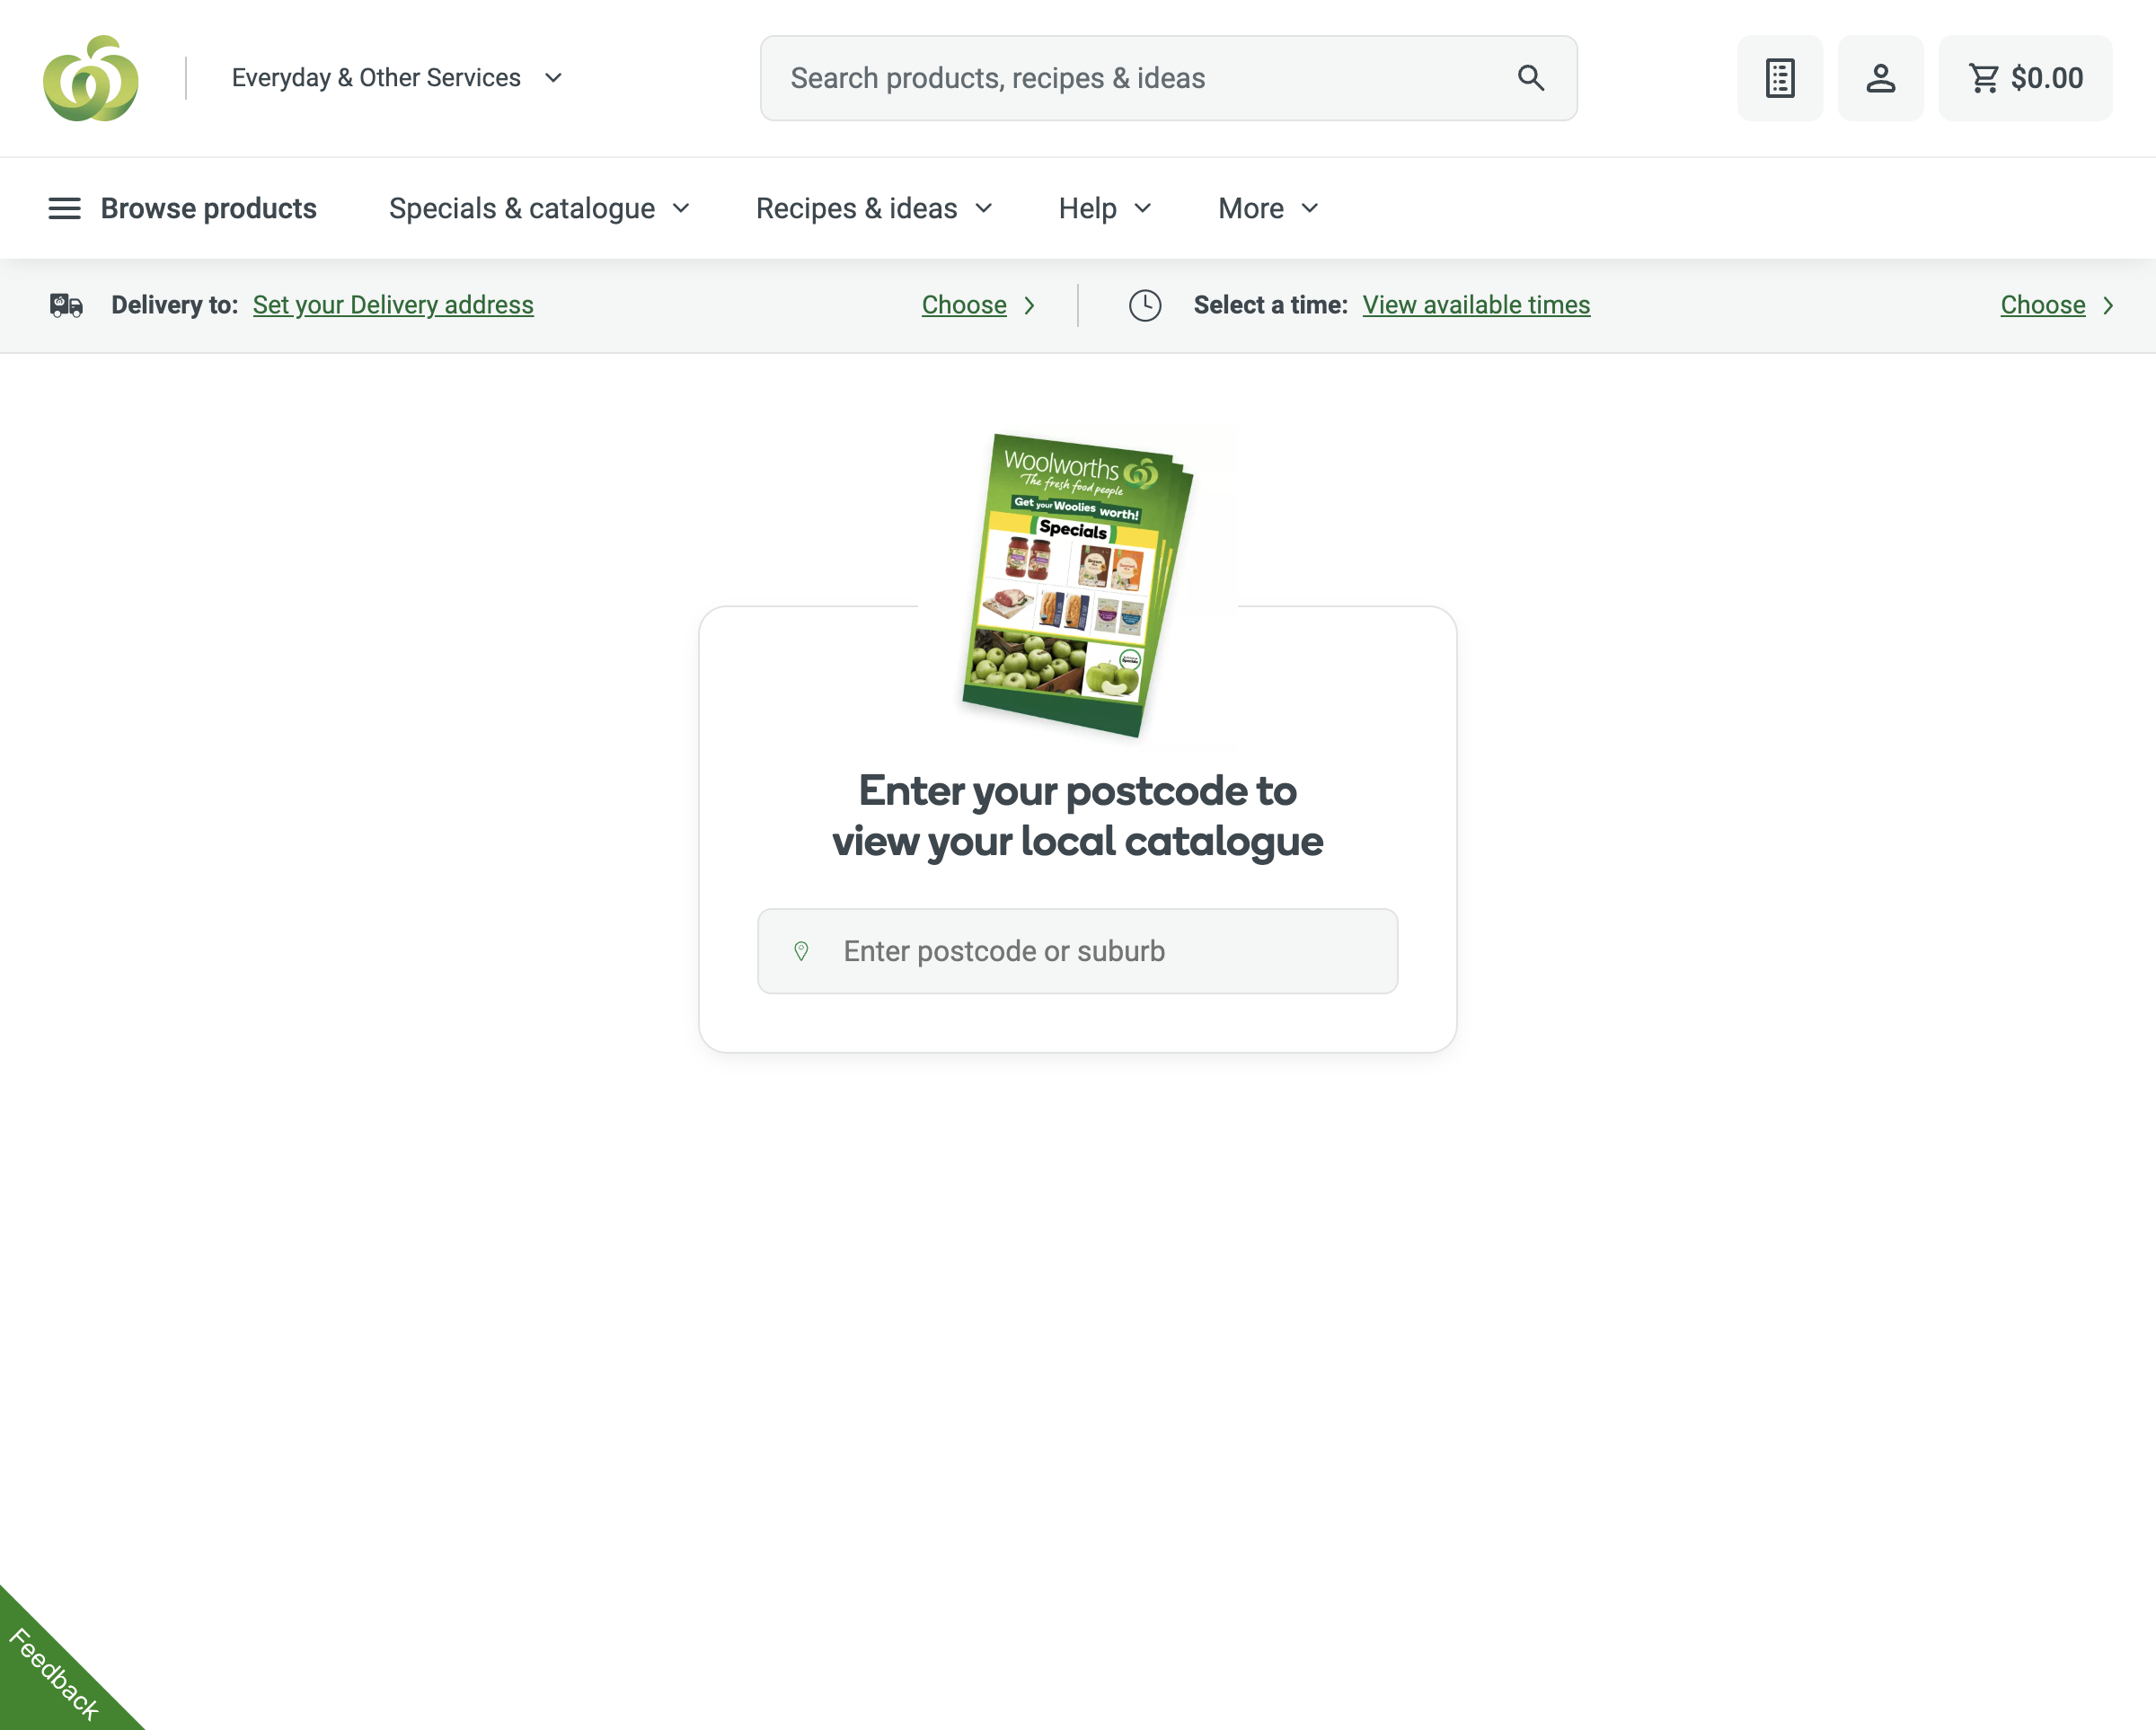 Everyday & Other Services
Search products, recipes & ideas
$0.00
Browse products
Specials & catalogue
Recipes & ideas
Help
More
Delivery to: Set your Delivery address
Choose
Select a time: View available times
Choose
Woolworths
The fresh food people
Get your Woolies worth!
Specials
Enter your postcode to
view your local catalogue
Enter postcode or suburb
Feedback